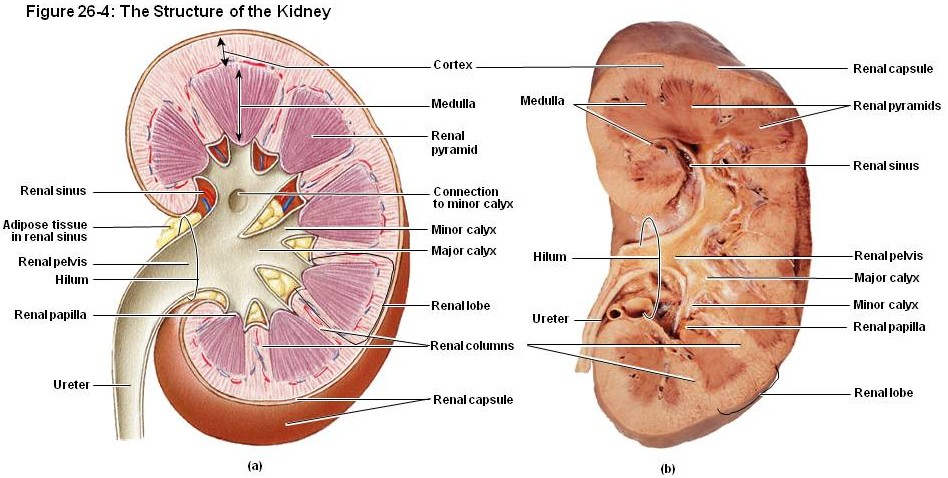 Figure 26-4: The Structure of the Kidney
Cortex
Medulla
Renal
pyramid
Renal sinus
Connection
to minor calyx
Adipose tissue
in renal sinus
Minor calyx
Major calyx
Renal pelvis
Hilum
Renal papilla
Renal lobe
Renal columns
Ureter
Renal capsule
(a)
Renal capsule
Medulla
Renal pyramids
Renal sinus
Hilum
Renal pelvis
Major calyx
Minor calyx
Ureter
Renal papilla
Renal lobe
(b)